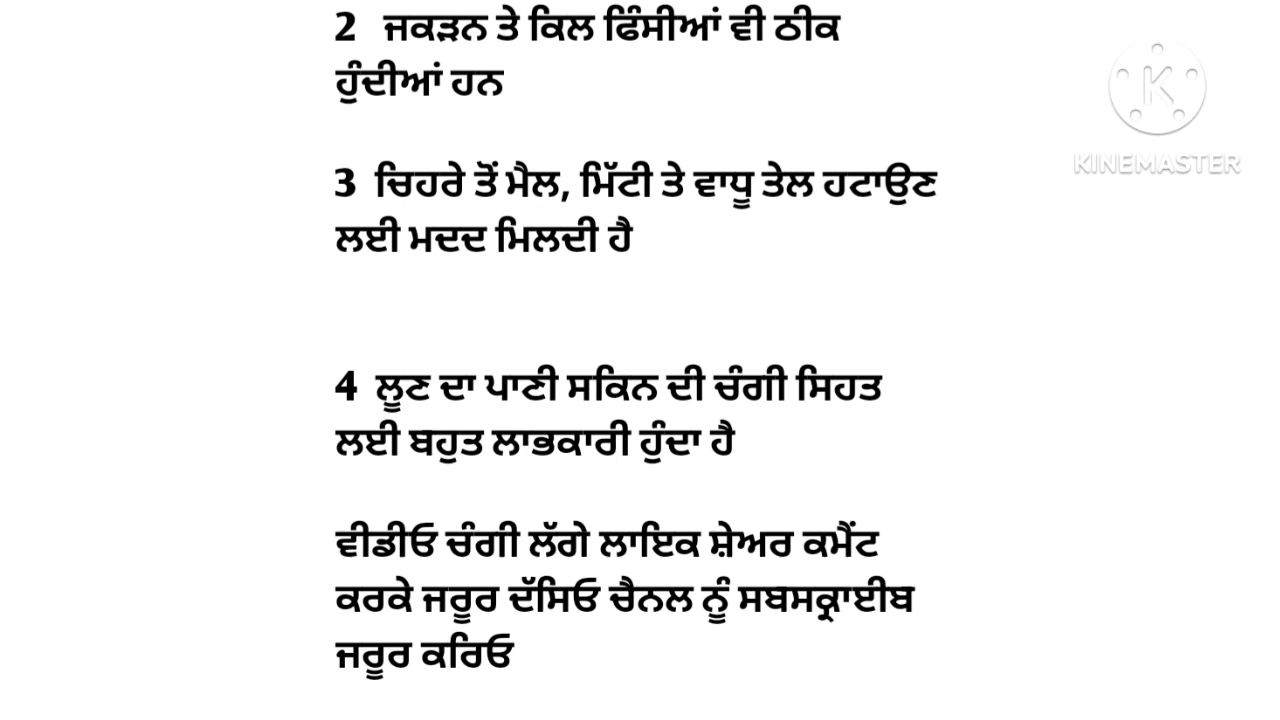 2 ਜਕੜਨ ਤੇ ਕਿਲ ਫਿੰਸੀਆਂ ਵੀ ਠੀਕ
ਹੁੰਦੀਆਂ ਹਨ
3 ਚਿਹਰੇ ਤੋਂ ਮੈਲ, ਮਿੱਟੀ ਤੇ ਵਾਧੂ ਤੇਲ ਹਟਾਉਣ
ਲਈ ਮਦਦ ਮਿਲਦੀ ਹੈ
4 ਲੂਣ ਦਾ ਪਾਣੀ ਸਕਿਨ ਦੀ ਚੰਗੀ ਸਿਹਤ
ਲਈ ਬਹੁਤ ਲਾਭਕਾਰੀ ਹੁੰਦਾ ਹੈ
ਵੀਡੀਓ ਚੰਗੀ ਲੱਗੇ ਲਾਇਕ ਸ਼ੇਅਰ ਕਮੈਂਟ
ਕਰਕੇ ਜਰੂਰ ਦੱਸਿਓ ਚੈਨਲ ਨੂੰ ਸਬਸਕ੍ਰਾਈਬ
ਜਰੂਰ ਕਰਿਓ
K
KINEMASTER